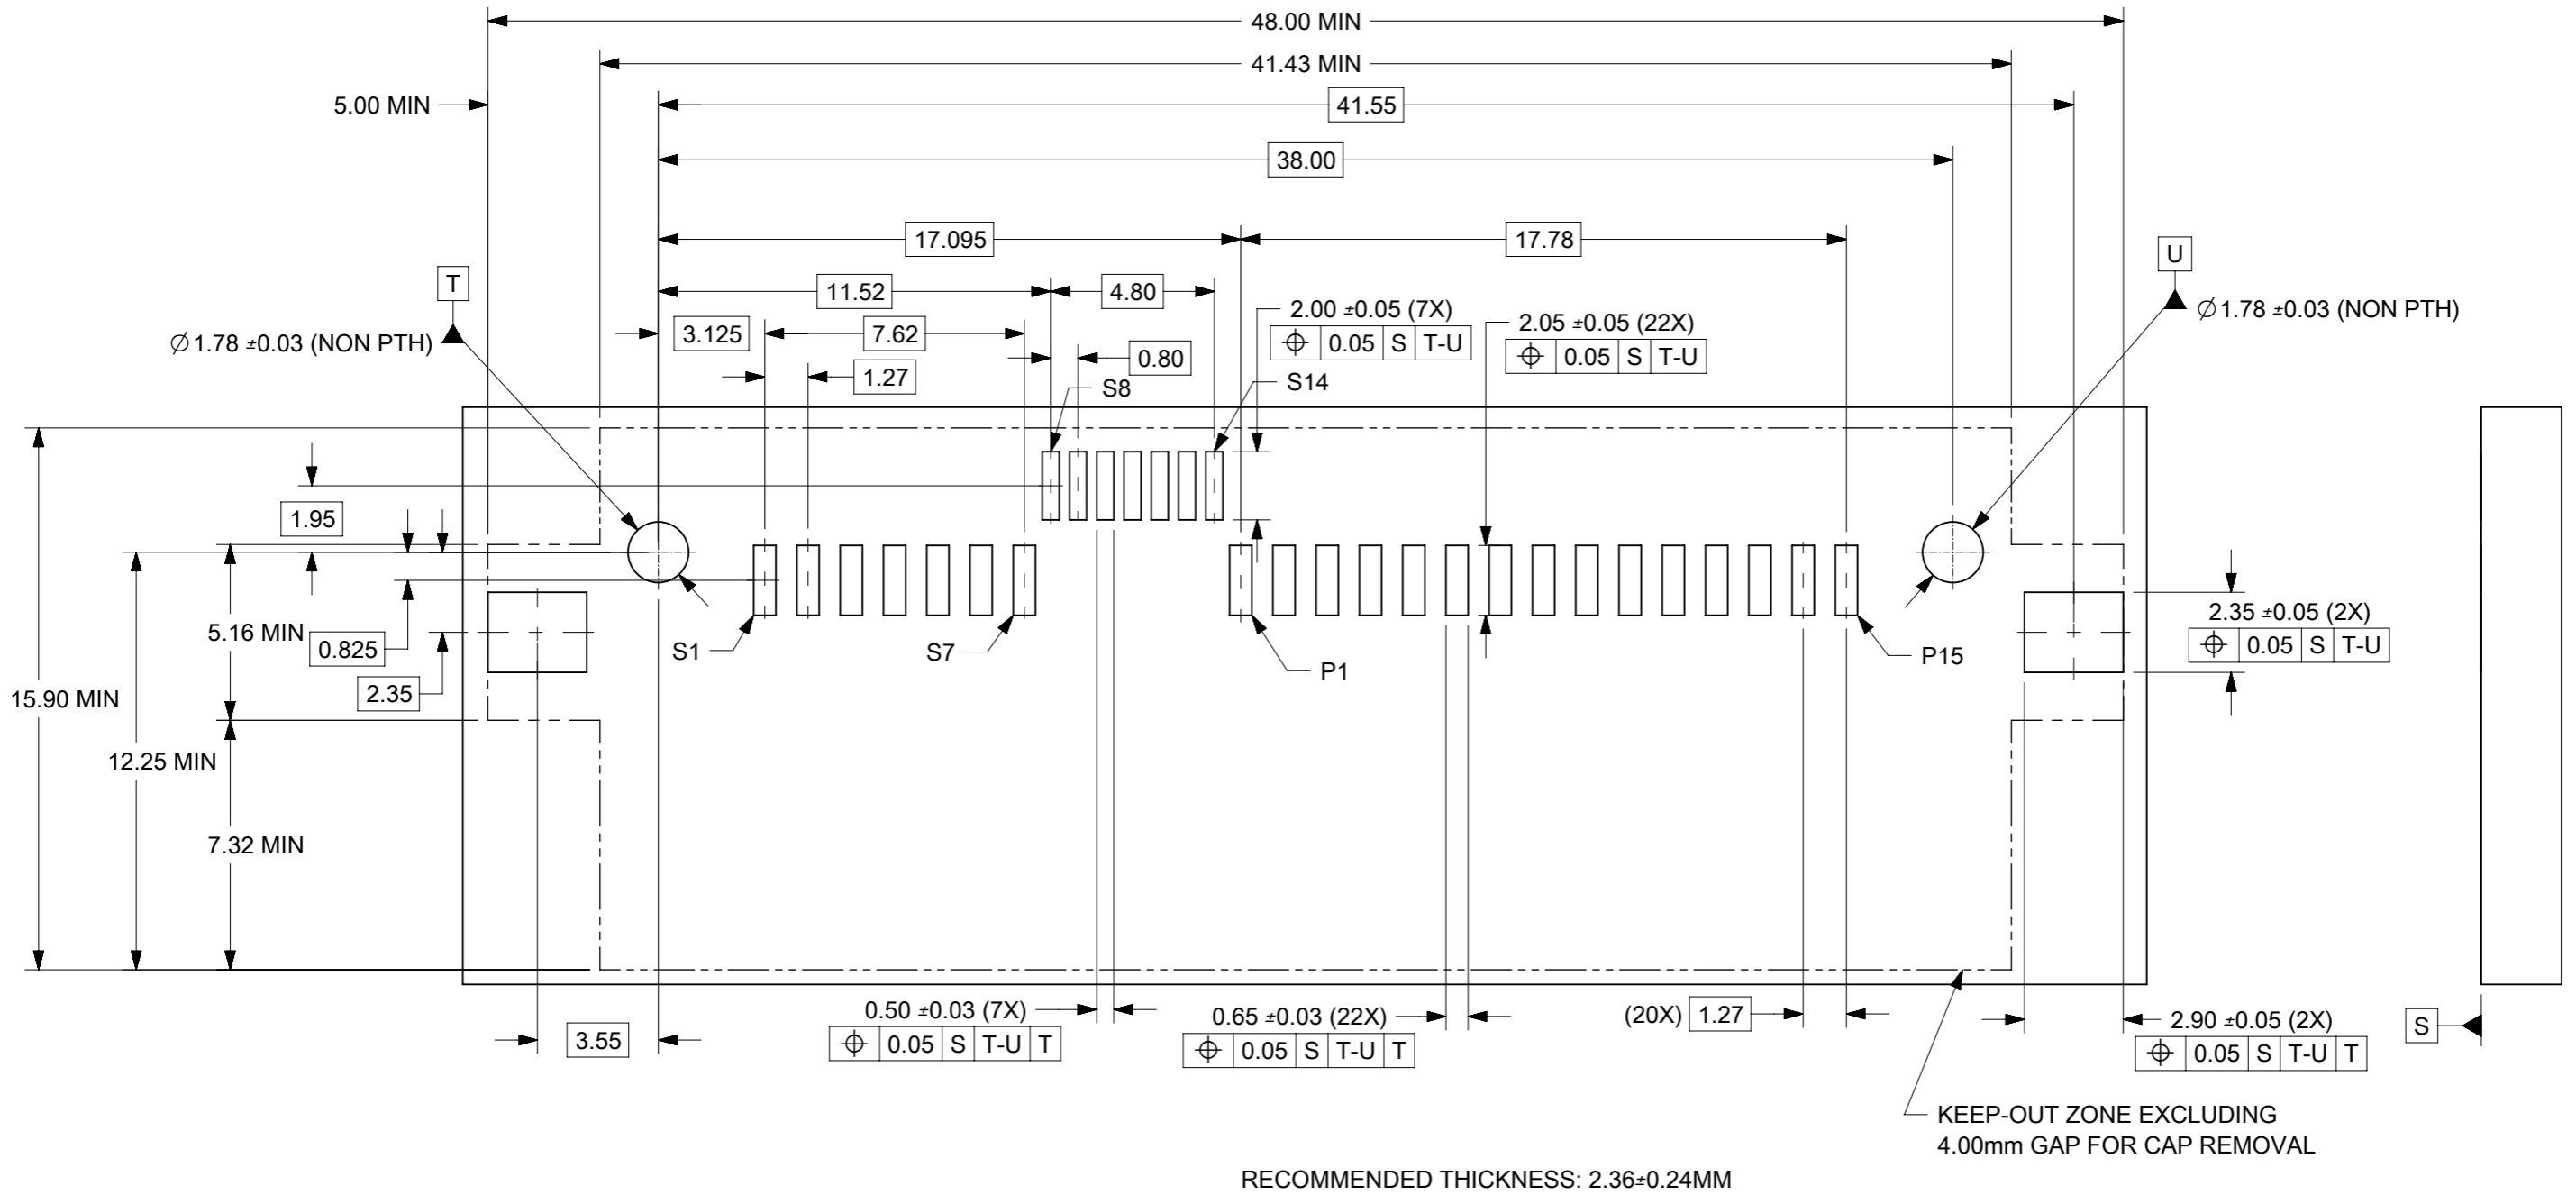 48.00 MIN
41.43 MIN
5.00 MIN
41.55
38.00
17.095
17.78
T
U
11.52
4.80
2.00 ±0.05 (7X)
⌖ 0.05 S T-U
2.05 ±0.05 (22X)
⌖ 0.05 S T-U
Ø1.78 ±0.03 (NON PTH)
Ø1.78 ±0.03 (NON PTH)
3.125
7.62
0.80
1.27
S8
S14
1.95
5.16 MIN
0.825
2.35
S1
S7
P1
P15
2.35 ±0.05 (2X)
⌖ 0.05 S T-U
15.90 MIN
12.25 MIN
7.32 MIN
3.55
0.50 ±0.03 (7X)
⌖ 0.05 S T-U T
0.65 ±0.03 (22X)
⌖ 0.05 S T-U T
(20X) 1.27
2.90 ±0.05 (2X)
⌖ 0.05 S T-U T
S
KEEP-OUT ZONE EXCLUDING
4.00mm GAP FOR CAP REMOVAL
RECOMMENDED THICKNESS: 2.36±0.24MM